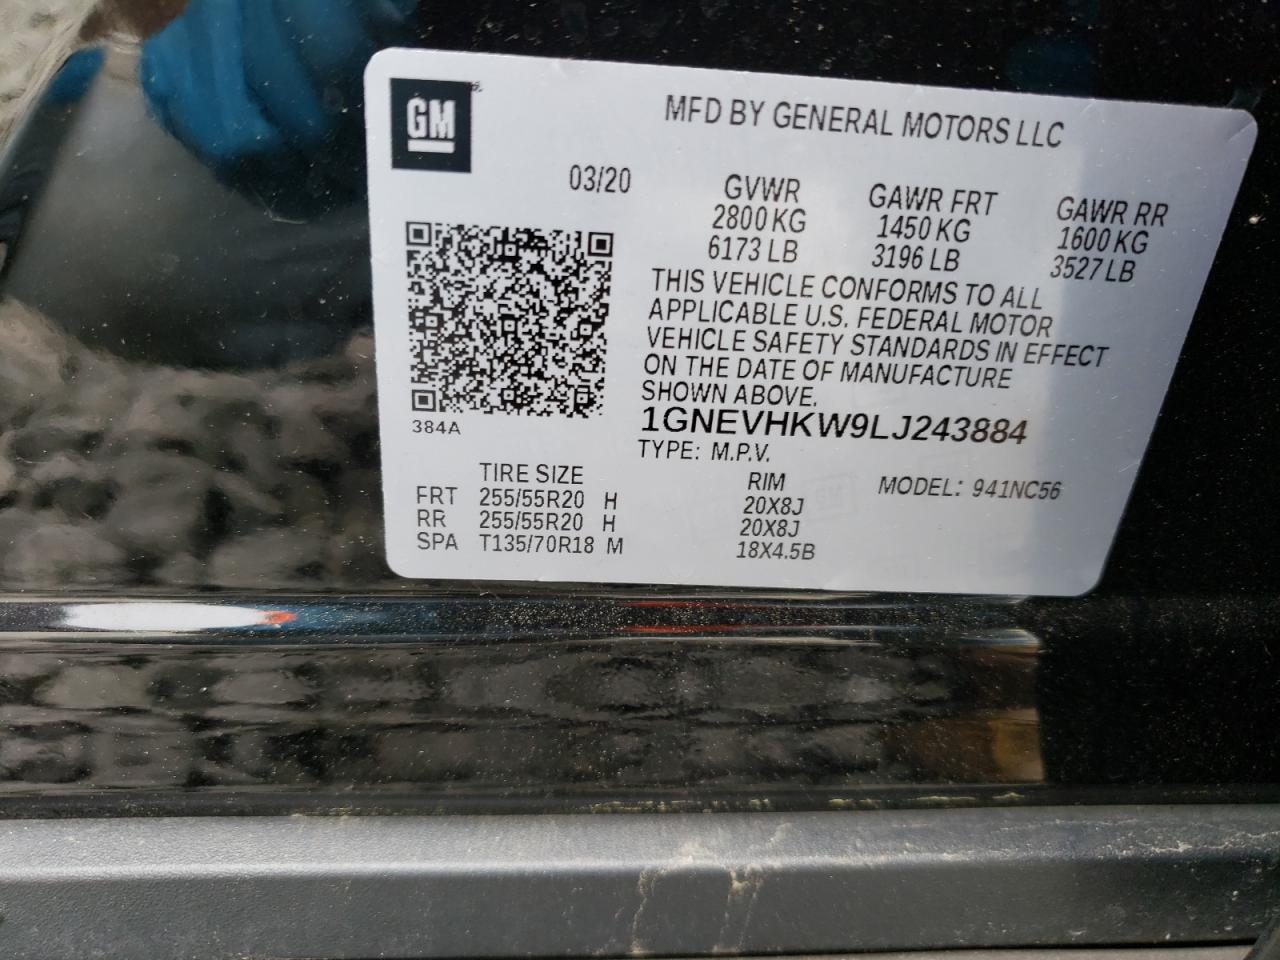 GM
MFD BY GENERAL MOTORS LLC
03/20
GVWR GAWR FRT GAWR RR
2800 KG 1450 KG 1600 KG
6173 LB 3196 LB 3527 LB
THIS VEHICLE CONFORMS TO ALL
APPLICABLE U.S. FEDERAL MOTOR
VEHICLE SAFETY STANDARDS IN EFFECT
ON THE DATE OF MANUFACTURE
SHOWN ABOVE.
384A
1GNEVHKW9LJ243884
TYPE: M.P.V.
TIRE SIZE RIM MODEL: 941NC56
FRT 255/55R20 H 20X8J
RR 255/55R20 H 20X8J
SPA T135/70R18 M 18X4.5B